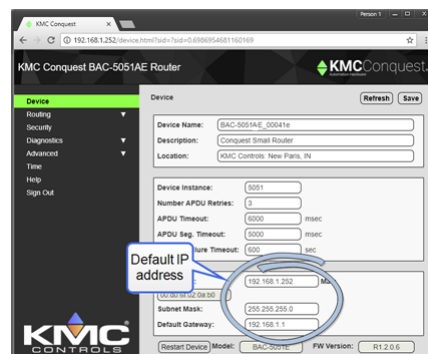 KMC Conquest
Person 1
192.168.1.252/device.html?sid=?sid=0.6986954681160169
KMC Conquest BAC-5051AE Router
KMCConquest
Device
Routing
Security
Diagnostics
Advanced
Time
Help
Sign Out
Device
Refresh
Save
Device Name: BAC-5051AE_00041e
Description: Conquest Small Router
Location: KMC Controls: New Paris, IN
Device Instance: 5051
Number APDU Retries: 3
APDU Timeout: 6000 msec
APDU Seg. Timeout: 5000 msec
Timeout: 600 sec
Default IP address
192.168.1.252
Subnet Mask: 255.255.255.0
Default Gateway: 192.168.1.1
Restart Device Model: BAC-5051E FW Version: R1.2.0.6
KMC
CONTROLS